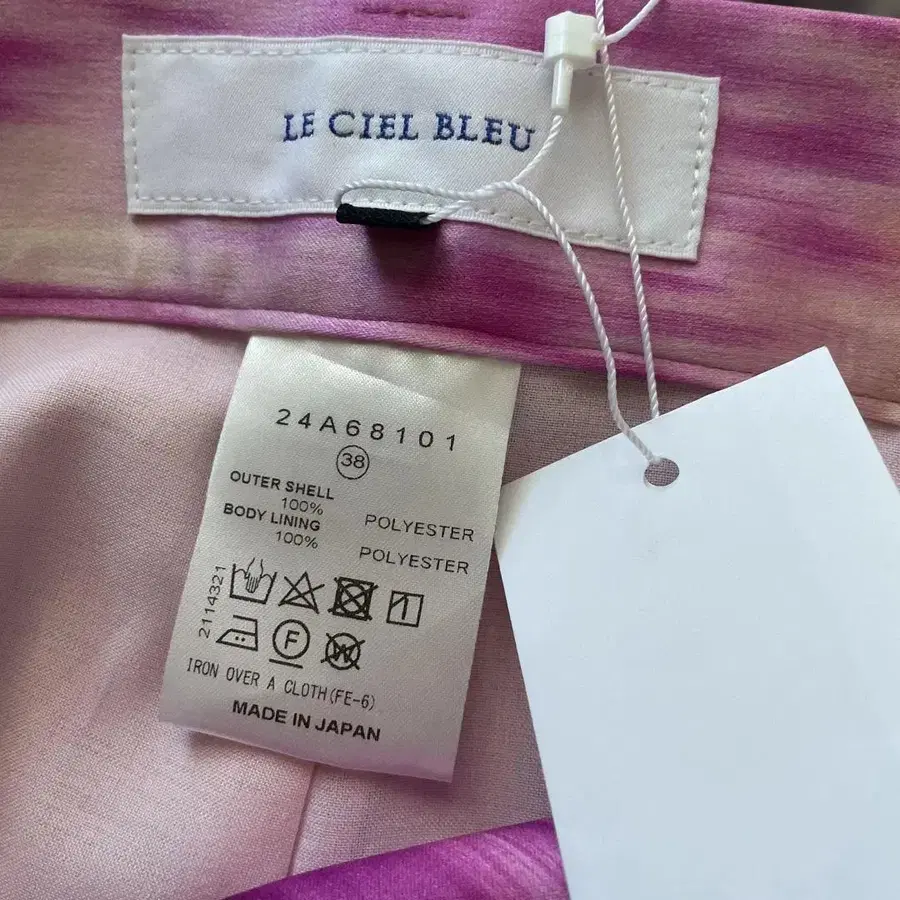 LE CIEL BLEU
24A68101
38
OUTER SHELL
100% POLYESTER
BODY LINING
100% POLYESTER
2114321
F
W
IRON OVER A CLOTH(FE-6)
MADE IN JAPAN